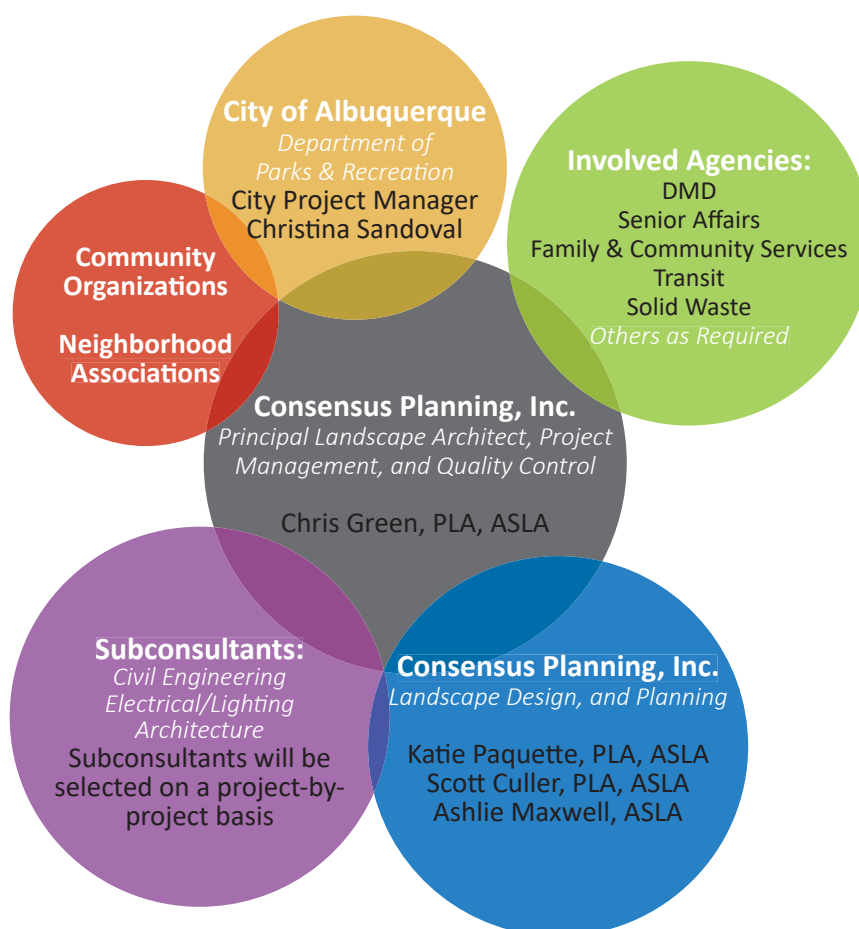 City of Albuquerque
Department of
Parks & Recreation
City Project Manager
Christina Sandoval
Involved Agencies:
DMD
Senior Affairs
Family & Community Services
Transit
Solid Waste
Others as Required
Community
Organizations
Neighborhood
Associations
Consensus Planning, Inc.
Principal Landscape Architect, Project
Management, and Quality Control
Chris Green, PLA, ASLA
Subconsultants:
Civil Engineering
Electrical/Lighting
Architecture
Subconsultants will be
selected on a project-by-
project basis
Consensus Planning, Inc.
Landscape Design, and Planning
Katie Paquette, PLA, ASLA
Scott Culler, PLA, ASLA
Ashlie Maxwell, ASLA